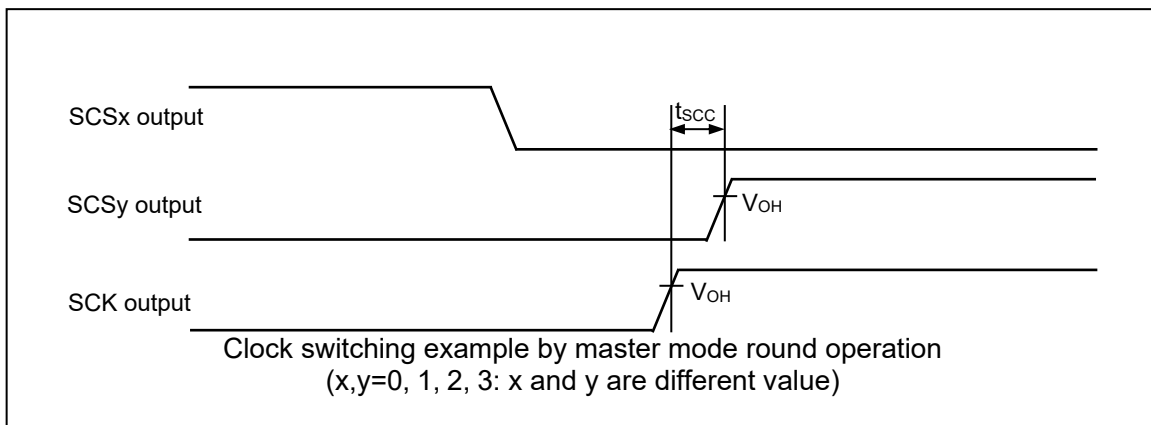 SCSx output
tSCC
SCSy output
VOH
SCK output
VOH
Clock switching example by master mode round operation
(x,y=0, 1, 2, 3: x and y are different value)